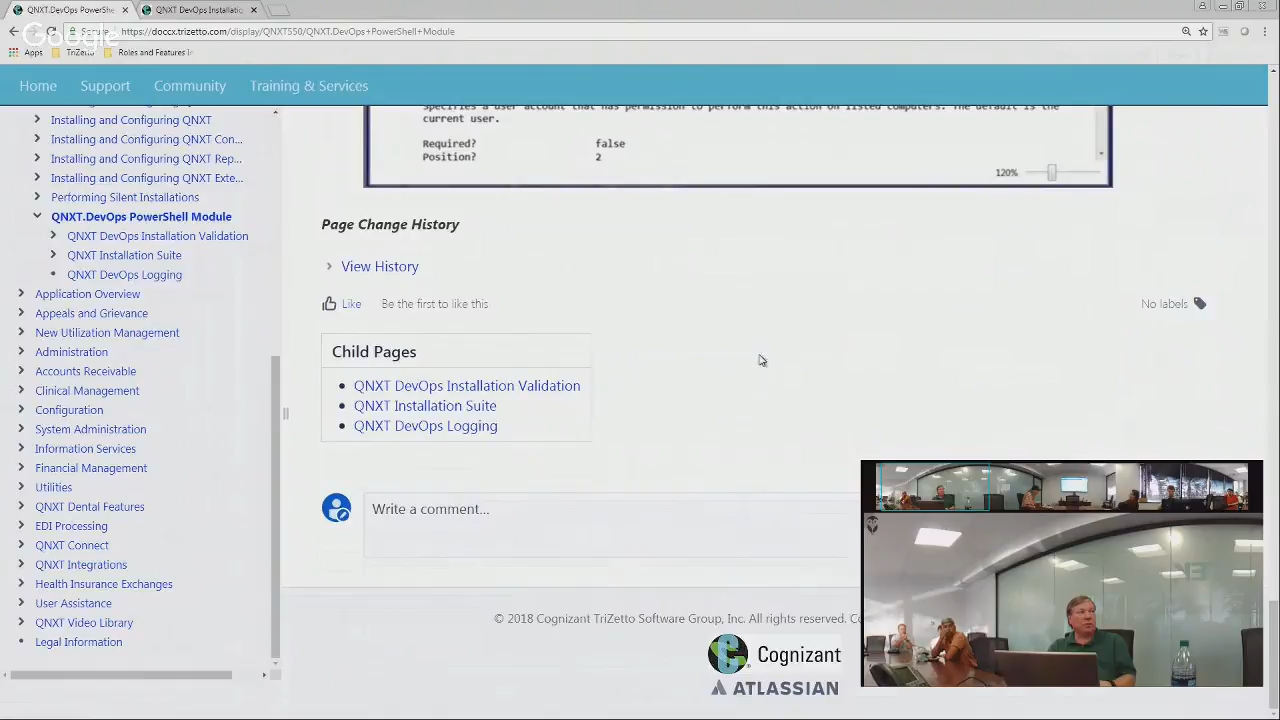 QNXT.DevOps PowerShe
QNXT DevOps Installatio
Google
Secure
https://doccx.trizetto.com/display/QNXT550/QNXT.DevOps+PowerShell+Module
Apps
TriZetto
Roles and Features In
Home
Support
Community
Training & Services
Installing and Configuring QNXT
Installing and Configuring QNXT Con...
Installing and Configuring QNXT Rep...
Installing and Configuring QNXT Exte...
Performing Silent Installations
QNXT.DevOps PowerShell Module
QNXT DevOps Installation Validation
QNXT Installation Suite
QNXT DevOps Logging
Application Overview
Appeals and Grievance
New Utilization Management
Administration
Accounts Receivable
Clinical Management
Configuration
System Administration
Information Services
Financial Management
Utilities
QNXT Dental Features
EDI Processing
QNXT Connect
QNXT Integrations
Health Insurance Exchanges
User Assistance
QNXT Video Library
Legal Information
Specifies a user account that has permission to perform this action on listed computers. The default is the
current user.
Required? false
Position? 2
120%
Page Change History
View History
Like
Be the first to like this
No labels
Child Pages
QNXT DevOps Installation Validation
QNXT Installation Suite
QNXT DevOps Logging
Write a comment...
© 2018 Cognizant TriZetto Software Group, Inc. All rights reserved. Co
Cognizant
ATLASSIAN